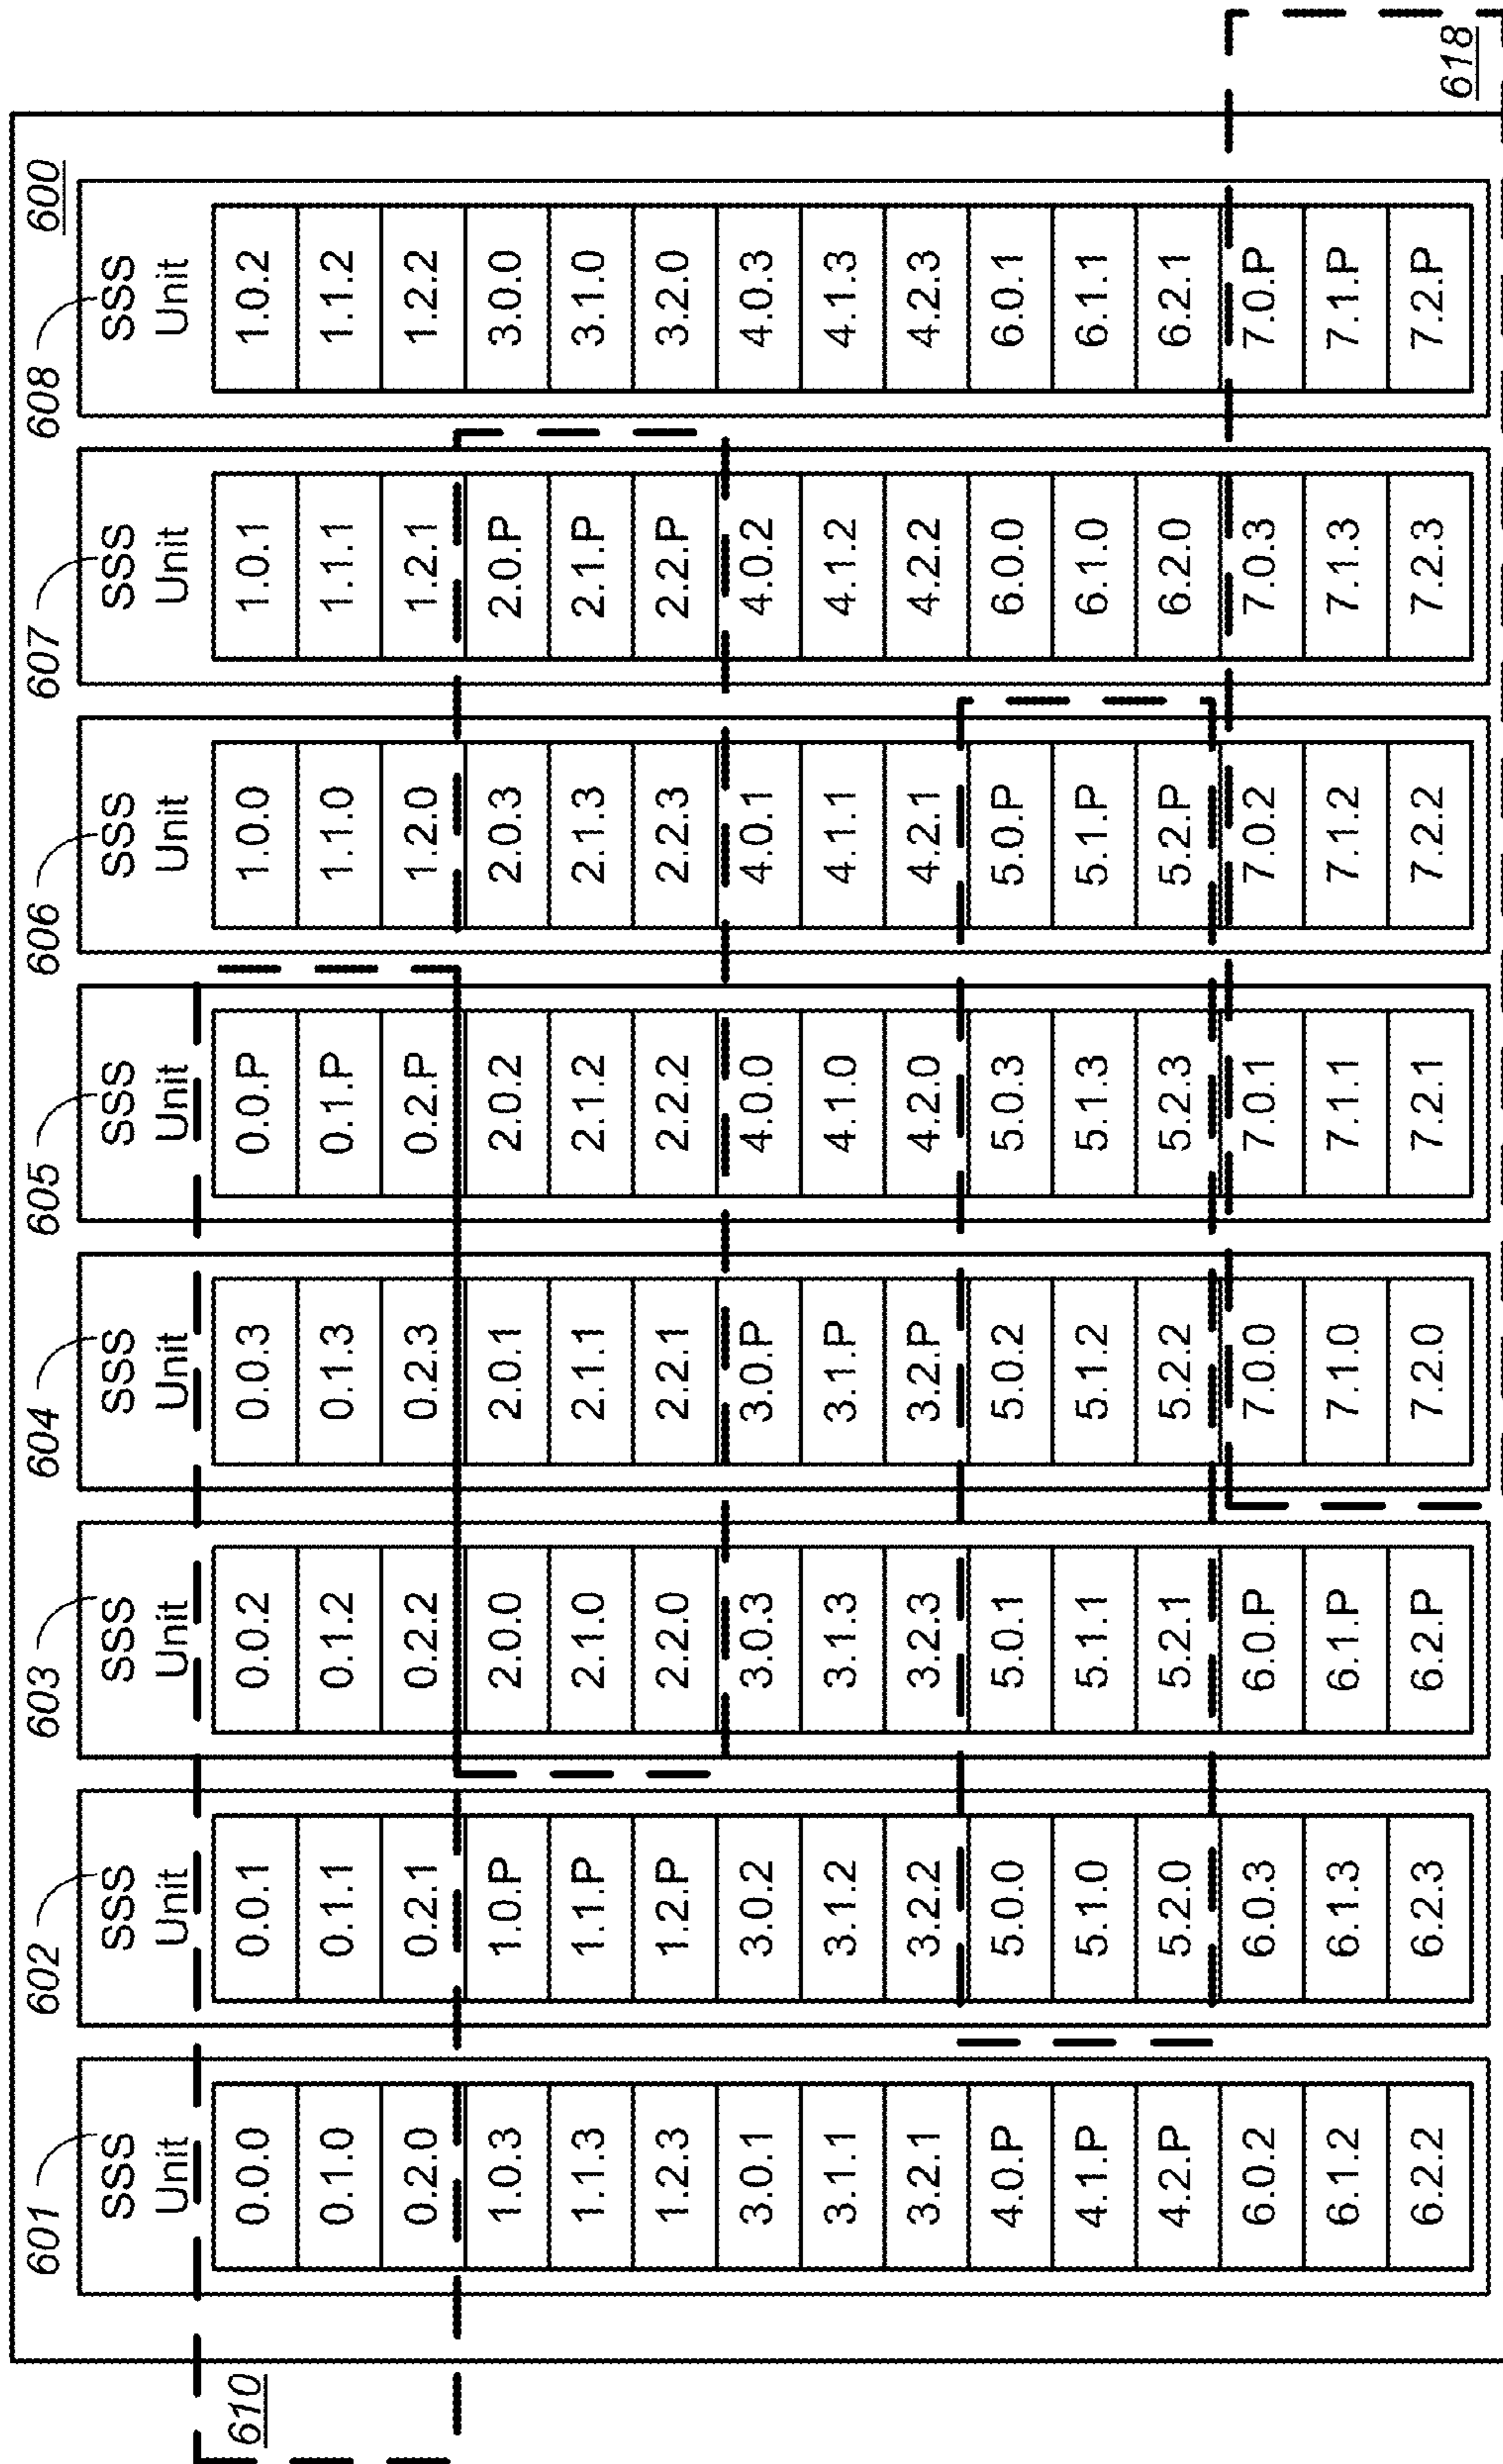 600
601 602 603 604 605 606 607 608
SSS SSS SSS SSS SSS SSS SSS SSS
Unit Unit Unit Unit Unit Unit Unit Unit
610
0.0.0 0.0.1 0.0.2 0.0.3 0.0.P 1.0.0 1.0.1 1.0.2
0.1.0 0.1.1 0.1.2 0.1.3 0.1.P 1.1.0 1.1.1 1.1.2
0.2.0 0.2.1 0.2.2 0.2.3 0.2.P 1.2.0 1.2.1 1.2.2
1.0.3 1.0.P 2.0.0 2.0.1 2.0.2 2.0.3 2.0.P 3.0.0
1.1.3 1.1.P 2.1.0 2.1.1 2.1.2 2.1.3 2.1.P 3.1.0
1.2.3 1.2.P 2.2.0 2.2.1 2.2.2 2.2.3 2.2.P 3.2.0
3.0.1 3.0.2 3.0.3 3.0.P 4.0.0 4.0.1 4.0.2 4.0.3
3.1.1 3.1.2 3.1.3 3.1.P 4.1.0 4.1.1 4.1.2 4.1.3
3.2.1 3.2.2 3.2.3 3.2.P 4.2.0 4.2.1 4.2.2 4.2.3
4.0.P 5.0.0 5.0.1 5.0.2 5.0.3 5.0.P 6.0.0 6.0.1
4.1.P 5.1.0 5.1.1 5.1.2 5.1.3 5.1.P 6.1.0 6.1.1
4.2.P 5.2.0 5.2.1 5.2.2 5.2.3 5.2.P 6.2.0 6.2.1
6.0.2 6.0.3 6.0.P 7.0.0 7.0.1 7.0.2 7.0.3 7.0.P
6.1.2 6.1.3 6.1.P 7.1.0 7.1.1 7.1.2 7.1.3 7.1.P
6.2.2 6.2.3 6.2.P 7.2.0 7.2.1 7.2.2 7.2.3 7.2.P
618